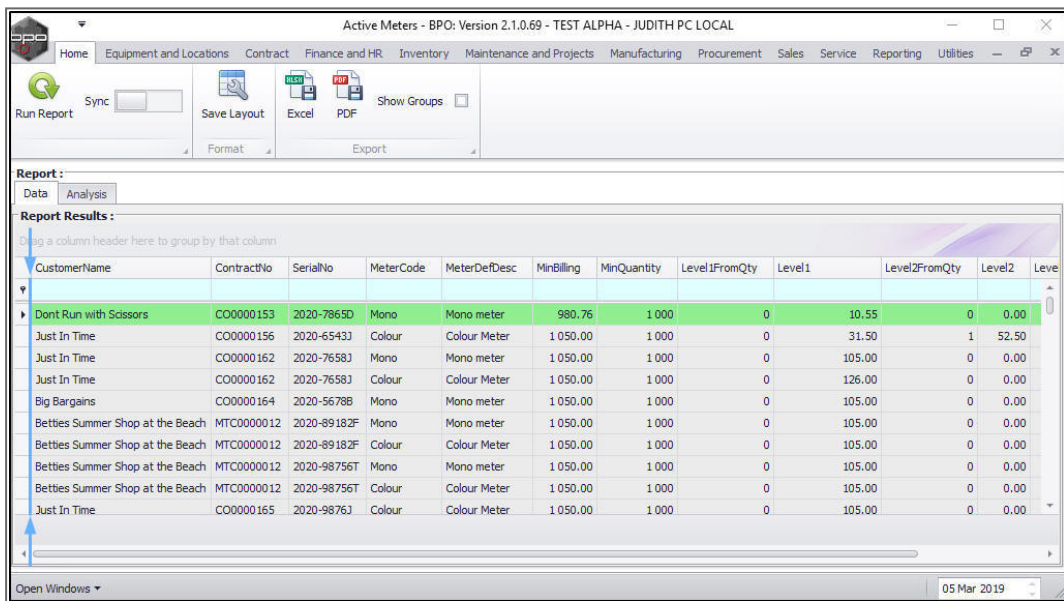 Active Meters - BPO: Version 2.1.0.69 - TEST ALPHA - JUDITH PC LOCAL
bpo
Home Equipment and Locations Contract Finance and HR Inventory Maintenance and Projects Manufacturing Procurement Sales Service Reporting Utilities
Run Report Sync Save Layout XLSX Excel PDF PDF Show Groups
Format Export
Report :
Data Analysis
Report Results :
Drag a column header here to group by that column
CustomerName ContractNo SerialNo MeterCode MeterDefDesc MinBilling MinQuantity Level1FromQty Level1 Level2FromQty Level2 Leve
Dont Run with Scissors CO0000153 2020-7865D Mono Mono meter 980.76 1 000 0 10.55 0 0.00
Just In Time CO0000156 2020-6543J Colour Colour Meter 1 050.00 1 000 0 31.50 1 52.50
Just In Time CO0000162 2020-7658J Mono Mono meter 1 050.00 1 000 0 105.00 0 0.00
Just In Time CO0000162 2020-7658J Colour Colour Meter 1 050.00 1 000 0 126.00 0 0.00
Big Bargains CO0000164 2020-5678B Mono Mono meter 1 050.00 1 000 0 105.00 0 0.00
Betties Summer Shop at the Beach MTC0000012 2020-89182F Mono Mono meter 1 050.00 1 000 0 105.00 0 0.00
Betties Summer Shop at the Beach MTC0000012 2020-89182F Colour Colour Meter 1 050.00 1 000 0 105.00 0 0.00
Betties Summer Shop at the Beach MTC0000012 2020-98756T Mono Mono meter 1 050.00 1 000 0 105.00 0 0.00
Betties Summer Shop at the Beach MTC0000012 2020-98756T Colour Colour Meter 1 050.00 1 000 0 105.00 0 0.00
Just In Time CO0000165 2020-9876J Colour Colour Meter 1 050.00 1 000 0 105.00 0 0.00
Open Windows 05 Mar 2019